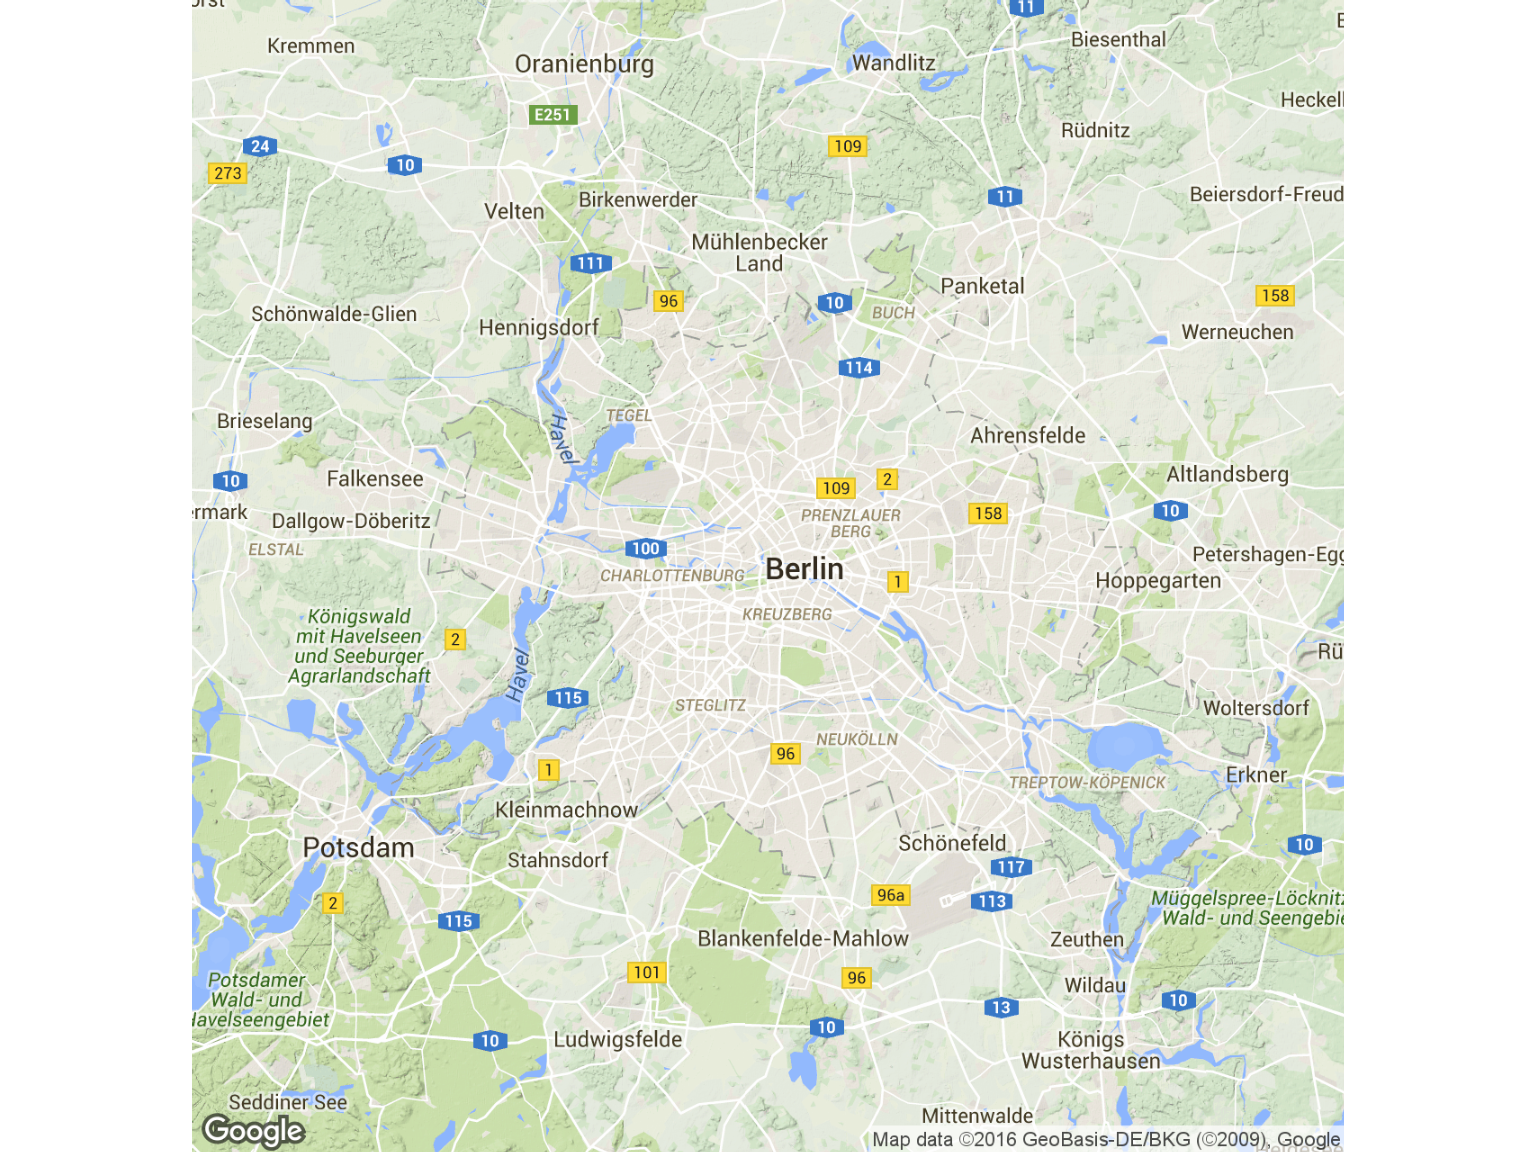 Kremmen
Oranienburg
11
Biesenthal
Wandlitz
E251
Heckell
24
10
273
109
Rüdnitz
11
Beiersdorf-Freud
Velten
Birkenwerder
Mühlenbecker
Land
111
96
10
Panketal
158
Schönwalde-Glien
BUCH
Hennigsdorf
Werneuchen
114
TEGEL
Brieselang
Havel
Ahrensfelde
10
Falkensee
109
2
Altlandsberg
ermark
Dallgow-Döberitz
PRENZLAUER
BERG
158
10
ELSTAL
100
Berlin
Petershagen-Egg
CHARLOTTENBURG
1
Hoppegarten
Königswald
mit Havelseen
und Seeburger
Agrarlandschaft
KREUZBERG
2
Havel
Rü
115
STEGLITZ
Woltersdorf
NEUKÖLLN
96
1
TREPTOW-KÖPENICK
Erkner
Kleinmachnow
Potsdam
Stahnsdorf
Schönefeld
10
117
2
96a
113
Müggelspree-Löcknitz
Wald- und Seengebie
115
Blankenfelde-Mahlow
Zeuthen
101
96
Wildau
Potsdamer
Wald- und
Havelseengebiet
13
10
10
10
Ludwigsfelde
Königs
Wusterhausen
Seddiner See
Mittenwalde
Google
Map data ©2016 GeoBasis-DE/BKG (©2009), Google